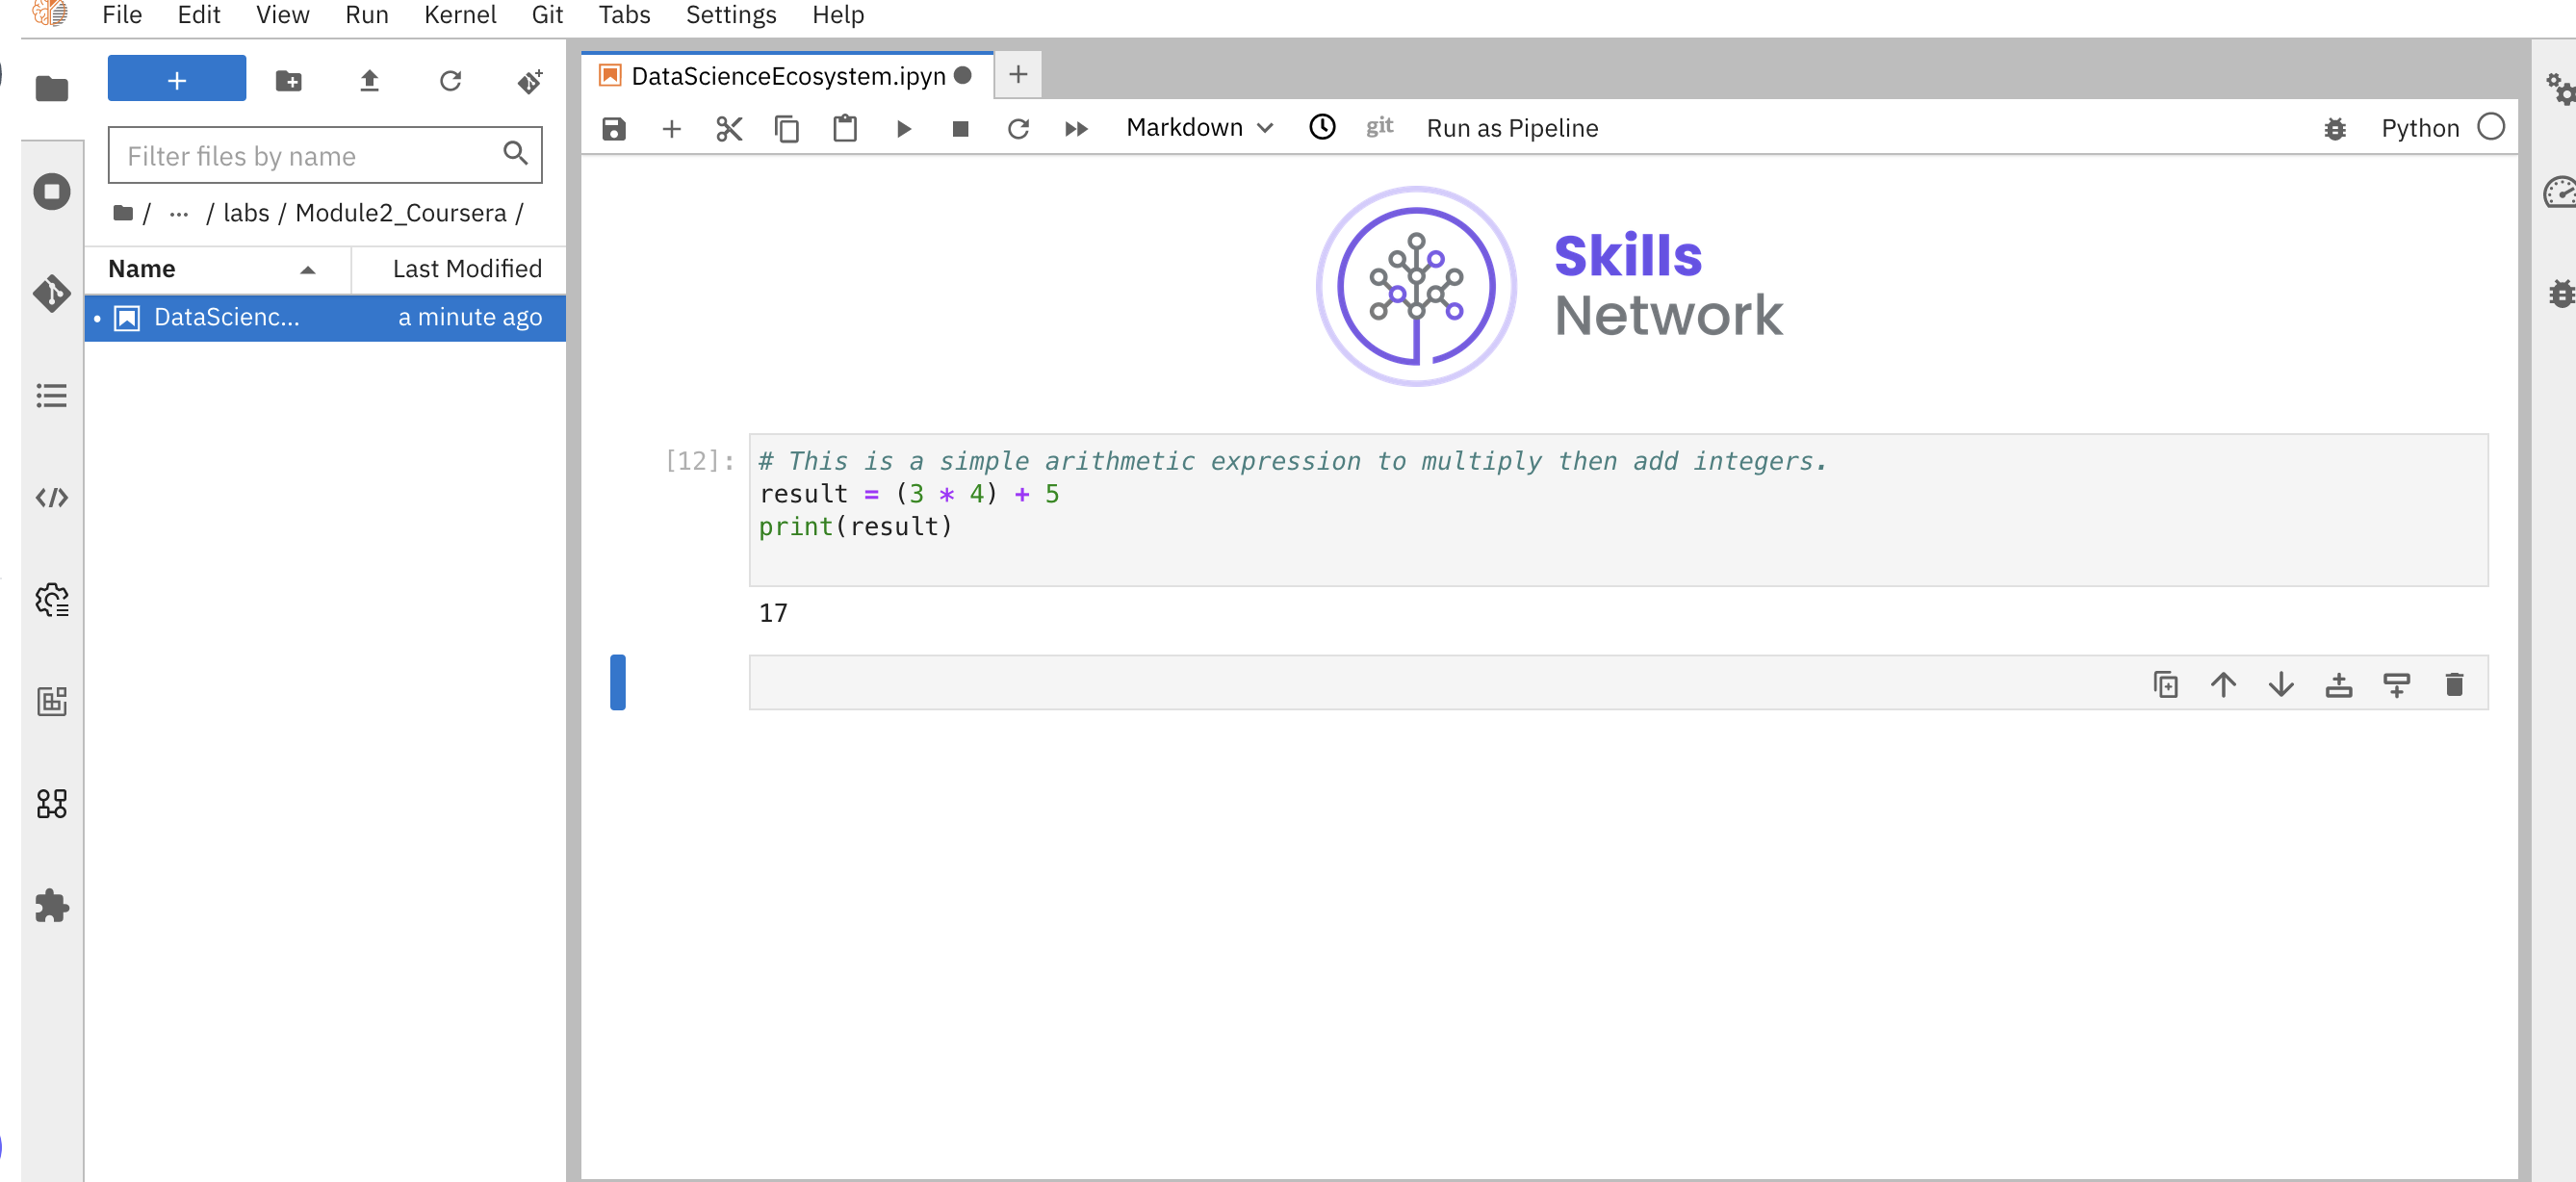 File Edit View Run Kernel Git Tabs Settings Help
+
Filter files by name
/ ... / labs / Module2_Coursera /
Name Last Modified
• DataScienc... a minute ago
DataScienceEcosystem.ipyn
Markdown git Run as Pipeline Python
Skills
Network
[12]: # This is a simple arithmetic expression to multiply then add integers.
result = (3 * 4) + 5
print(result)
17